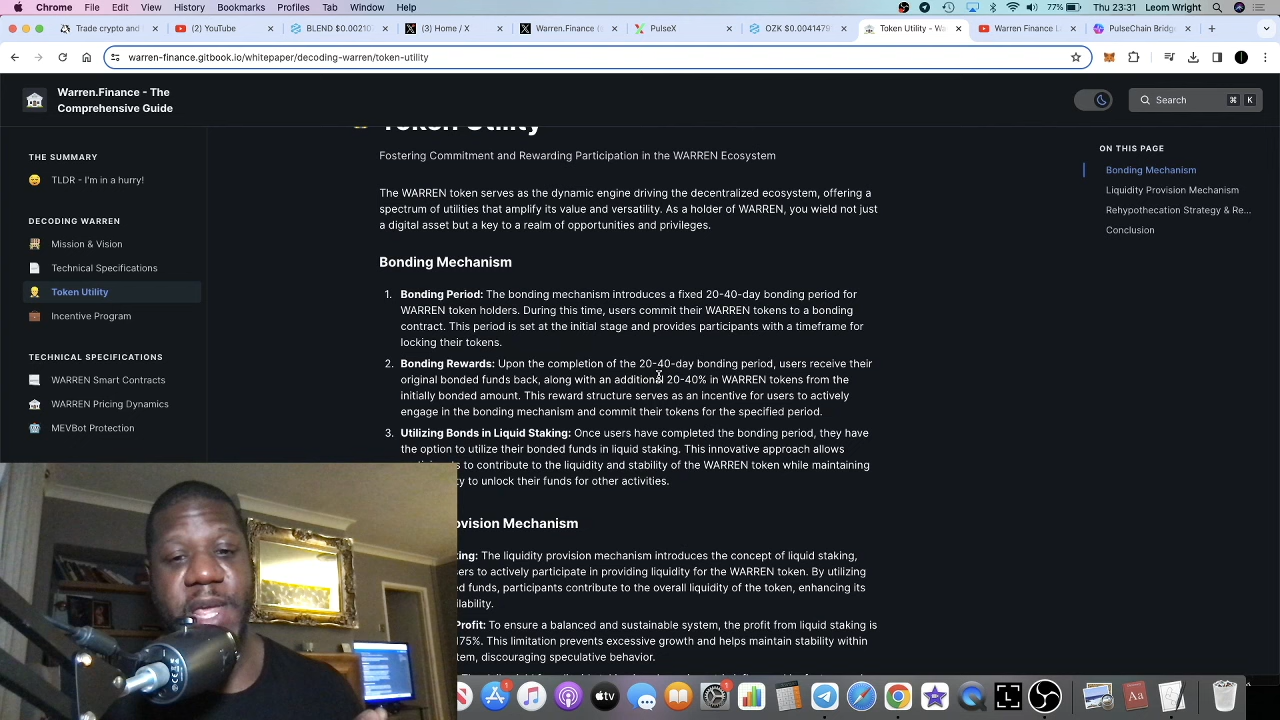 Chrome File Edit View History Bookmarks Profiles Tab Window Help
77% Thu 23:31 Leom Wright
Trade crypto and
(2) YouTube
BLEND $0.00210
(3) Home / X
Warren.Finance (
PulseX
OZK $0.0041479
Token Utility - Wa
Warren Finance L
PulseChain Bridge
warren-finance.gitbook.io/whitepaper/decoding-warren/token-utility
Warren.Finance - The
Comprehensive Guide
Search ⌘ K
THE SUMMARY
TLDR - I'm in a hurry!
DECODING WARREN
Mission & Vision
Technical Specifications
Token Utility
Incentive Program
TECHNICAL SPECIFICATIONS
WARREN Smart Contracts
WARREN Pricing Dynamics
MEVBot Protection
Token Utility
Fostering Commitment and Rewarding Participation in the WARREN Ecosystem
The WARREN token serves as the dynamic engine driving the decentralized ecosystem, offering a
spectrum of utilities that amplify its value and versatility. As a holder of WARREN, you wield not just
a digital asset but a key to a realm of opportunities and privileges.
Bonding Mechanism
1. Bonding Period: The bonding mechanism introduces a fixed 20-40-day bonding period for
WARREN token holders. During this time, users commit their WARREN tokens to a bonding
contract. This period is set at the initial stage and provides participants with a timeframe for
locking their tokens.
2. Bonding Rewards: Upon the completion of the 20-40-day bonding period, users receive their
original bonded funds back, along with an additional 20-40% in WARREN tokens from the
initially bonded amount. This reward structure serves as an incentive for users to actively
engage in the bonding mechanism and commit their tokens for the specified period.
3. Utilizing Bonds in Liquid Staking: Once users have completed the bonding period, they have
the option to utilize their bonded funds in liquid staking. This innovative approach allows
to contribute to the liquidity and stability of the WARREN token while maintaining
ty to unlock their funds for other activities.
ovision Mechanism
king: The liquidity provision mechanism introduces the concept of liquid staking,
ers to actively participate in providing liquidity for the WARREN token. By utilizing
ed funds, participants contribute to the overall liquidity of the token, enhancing its
ailability.
Profit: To ensure a balanced and sustainable system, the profit from liquid staking is
175%. This limitation prevents excessive growth and helps maintain stability within
tem, discouraging speculative behavior.
ON THIS PAGE
Bonding Mechanism
Liquidity Provision Mechanism
Rehypothecation Strategy & Re...
Conclusion
tv